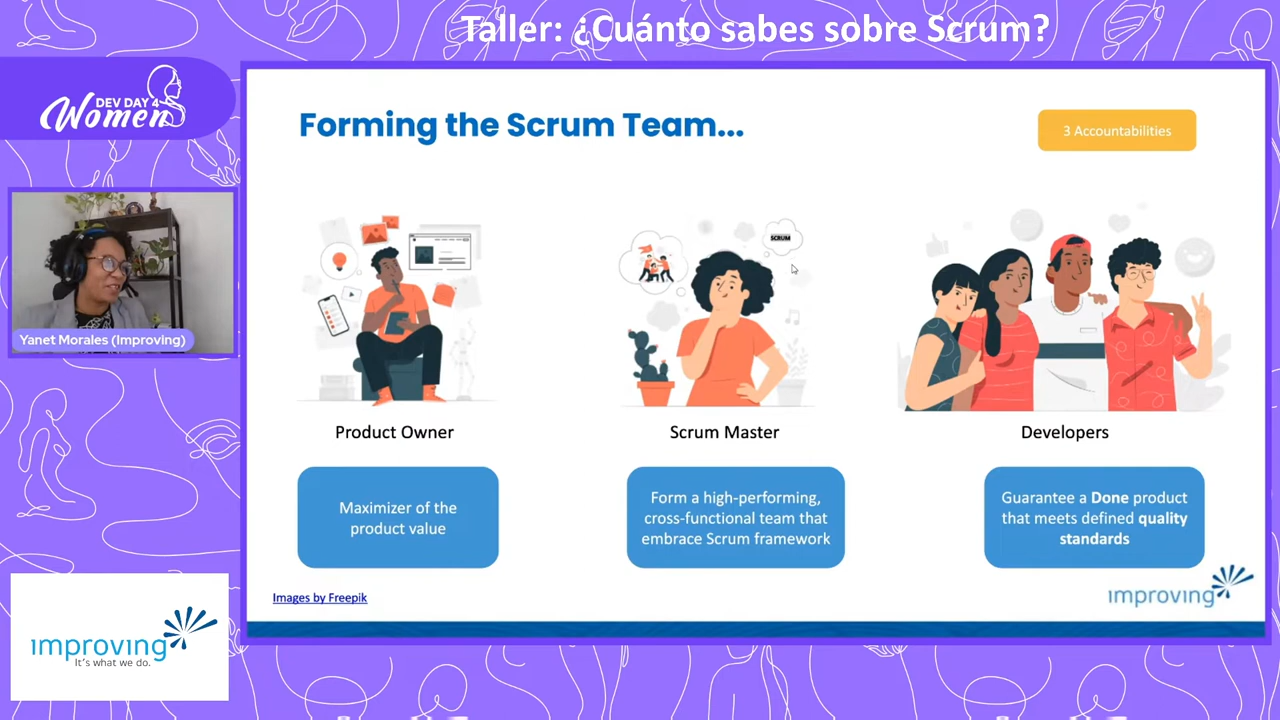 Taller: ¿Cuánto sabes sobre Scrum?
DEV DAY 4
Women
Forming the Scrum Team...
3 Accountabilities
SCRUM
Yanet Morales (Improving)
Product Owner
Scrum Master
Developers
Maximizer of the
product value
Form a high-performing,
cross-functional team that
embrace Scrum framework
Guarantee a Done product
that meets defined quality
standards
Images by Freepik
improving
improving
It's what we do.